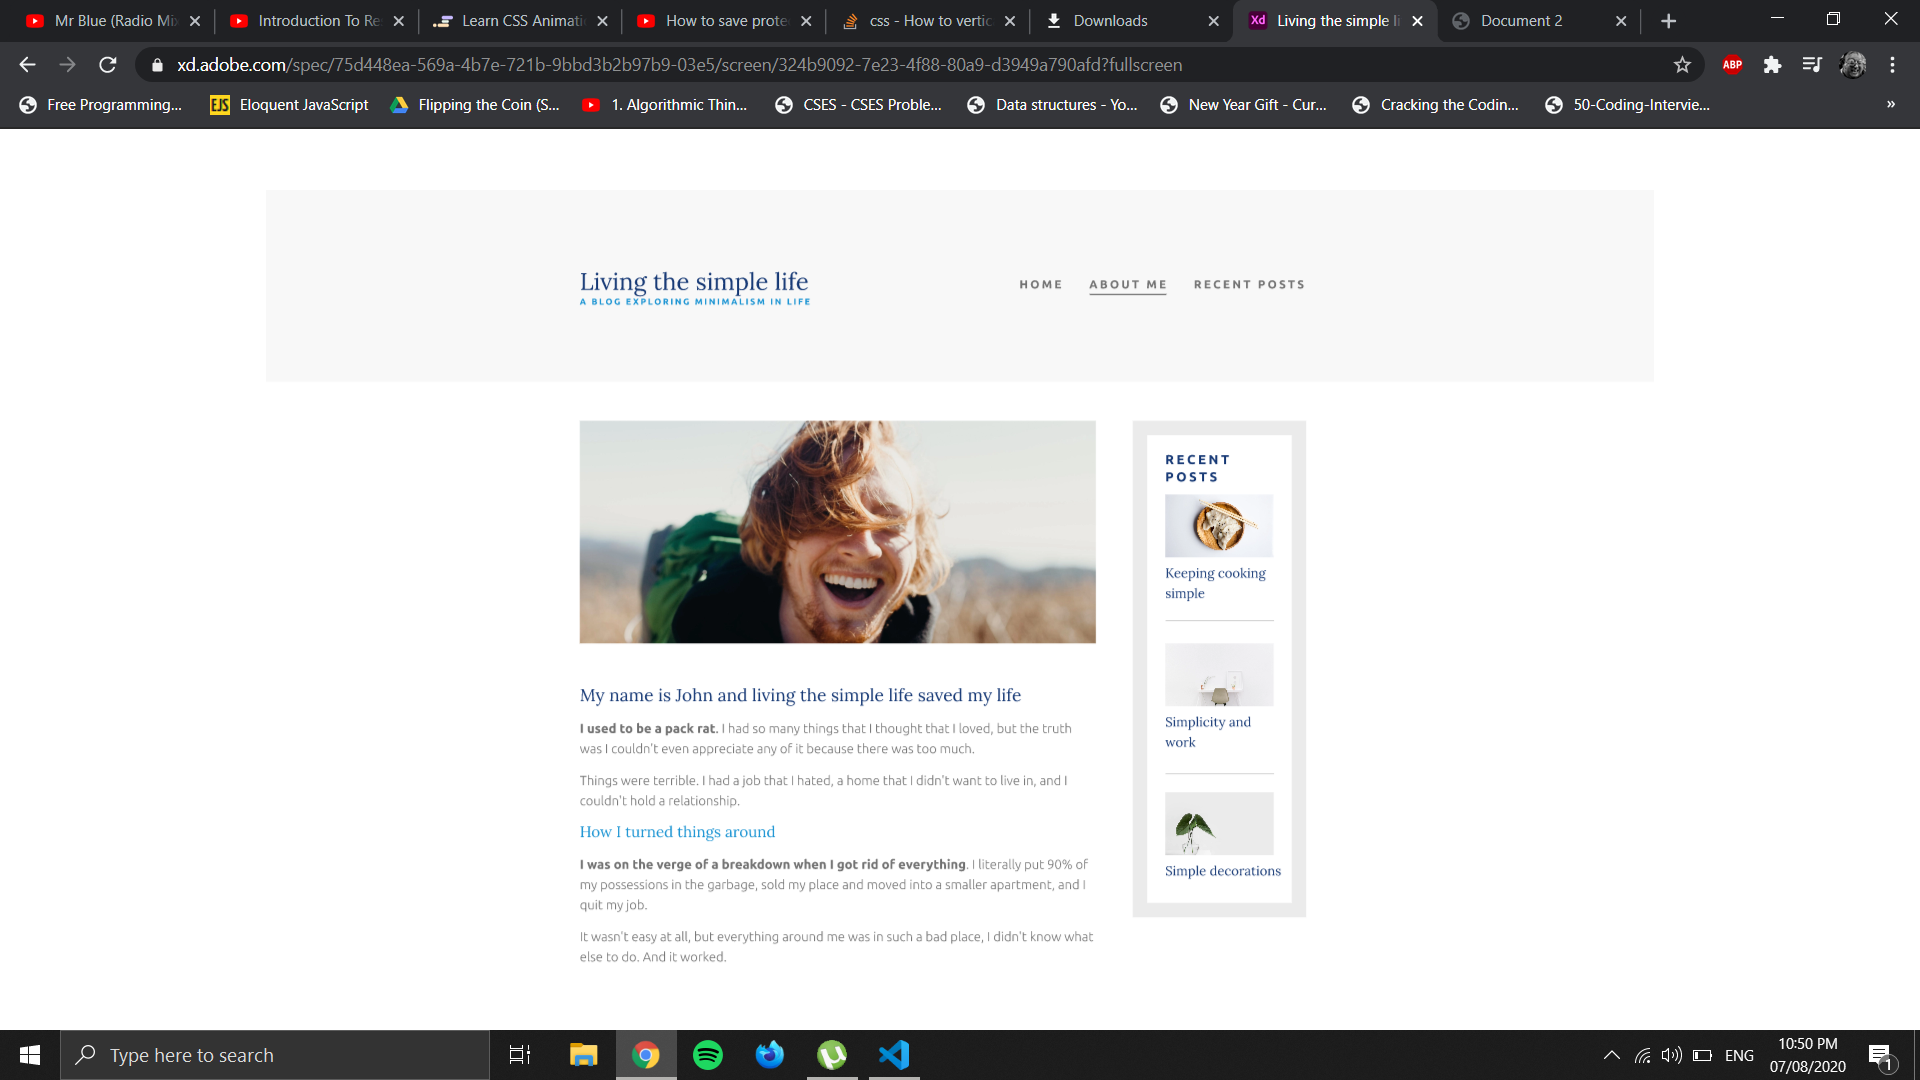 Mr Blue (Radio Mix
Introduction To Re
Learn CSS Animati
How to save prote
css - How to vertic
Downloads
Xd Living the simple li
Document 2
xd.adobe.com/spec/75d448ea-569a-4b7e-721b-9bbd3b2b97b9-03e5/screen/324b9092-7e23-4f88-80a9-d3949a790afd?fullscreen
ABP
Free Programming...
EJS Eloquent JavaScript
Flipping the Coin (S...
1. Algorithmic Thin...
CSES - CSES Proble...
Data structures - Yo...
New Year Gift - Cur...
Cracking the Codin...
50-Coding-Intervie...
»
Living the simple life
A BLOG EXPLORING MINIMALISM IN LIFE
HOME
ABOUT ME
RECENT POSTS
My name is John and living the simple life saved my life
I used to be a pack rat. I had so many things that I thought that I loved, but the truth
was I couldn't even appreciate any of it because there was too much.
Things were terrible. I had a job that I hated, a home that I didn't want to live in, and I
couldn't hold a relationship.
How I turned things around
I was on the verge of a breakdown when I got rid of everything. I literally put 90% of
my possessions in the garbage, sold my place and moved into a smaller apartment, and I
quit my job.
It wasn't easy at all, but everything around me was in such a bad place, I didn't know what
else to do. And it worked.
RECENT
POSTS
Keeping cooking
simple
Simplicity and
work
Simple decorations
Type here to search
ENG
10:50 PM
07/08/2020
1